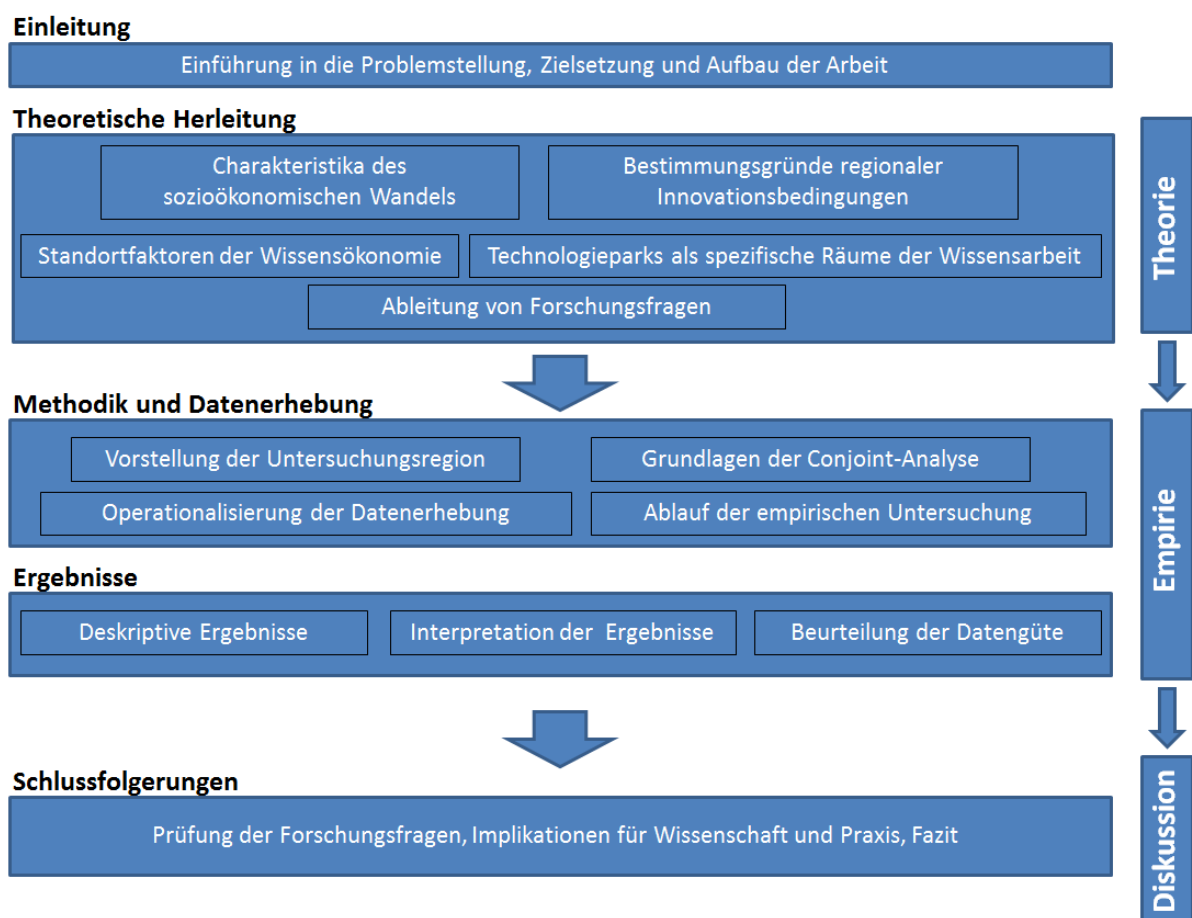 Einleitung
Einführung in die Problemstellung, Zielsetzung und Aufbau der Arbeit
Theoretische Herleitung
Charakteristika des
sozioökonomischen Wandels
Bestimmungsgründe regionaler
Innovationsbedingungen
Standortfaktoren der Wissensökonomie
Technologieparks als spezifische Räume der Wissensarbeit
Ableitung von Forschungsfragen
Theorie
Methodik und Datenerhebung
Vorstellung der Untersuchungsregion
Grundlagen der Conjoint-Analyse
Operationalisierung der Datenerhebung
Ablauf der empirischen Untersuchung
Ergebnisse
Deskriptive Ergebnisse
Interpretation der Ergebnisse
Beurteilung der Datengüte
Empirie
Schlussfolgerungen
Prüfung der Forschungsfragen, Implikationen für Wissenschaft und Praxis, Fazit
Diskussion